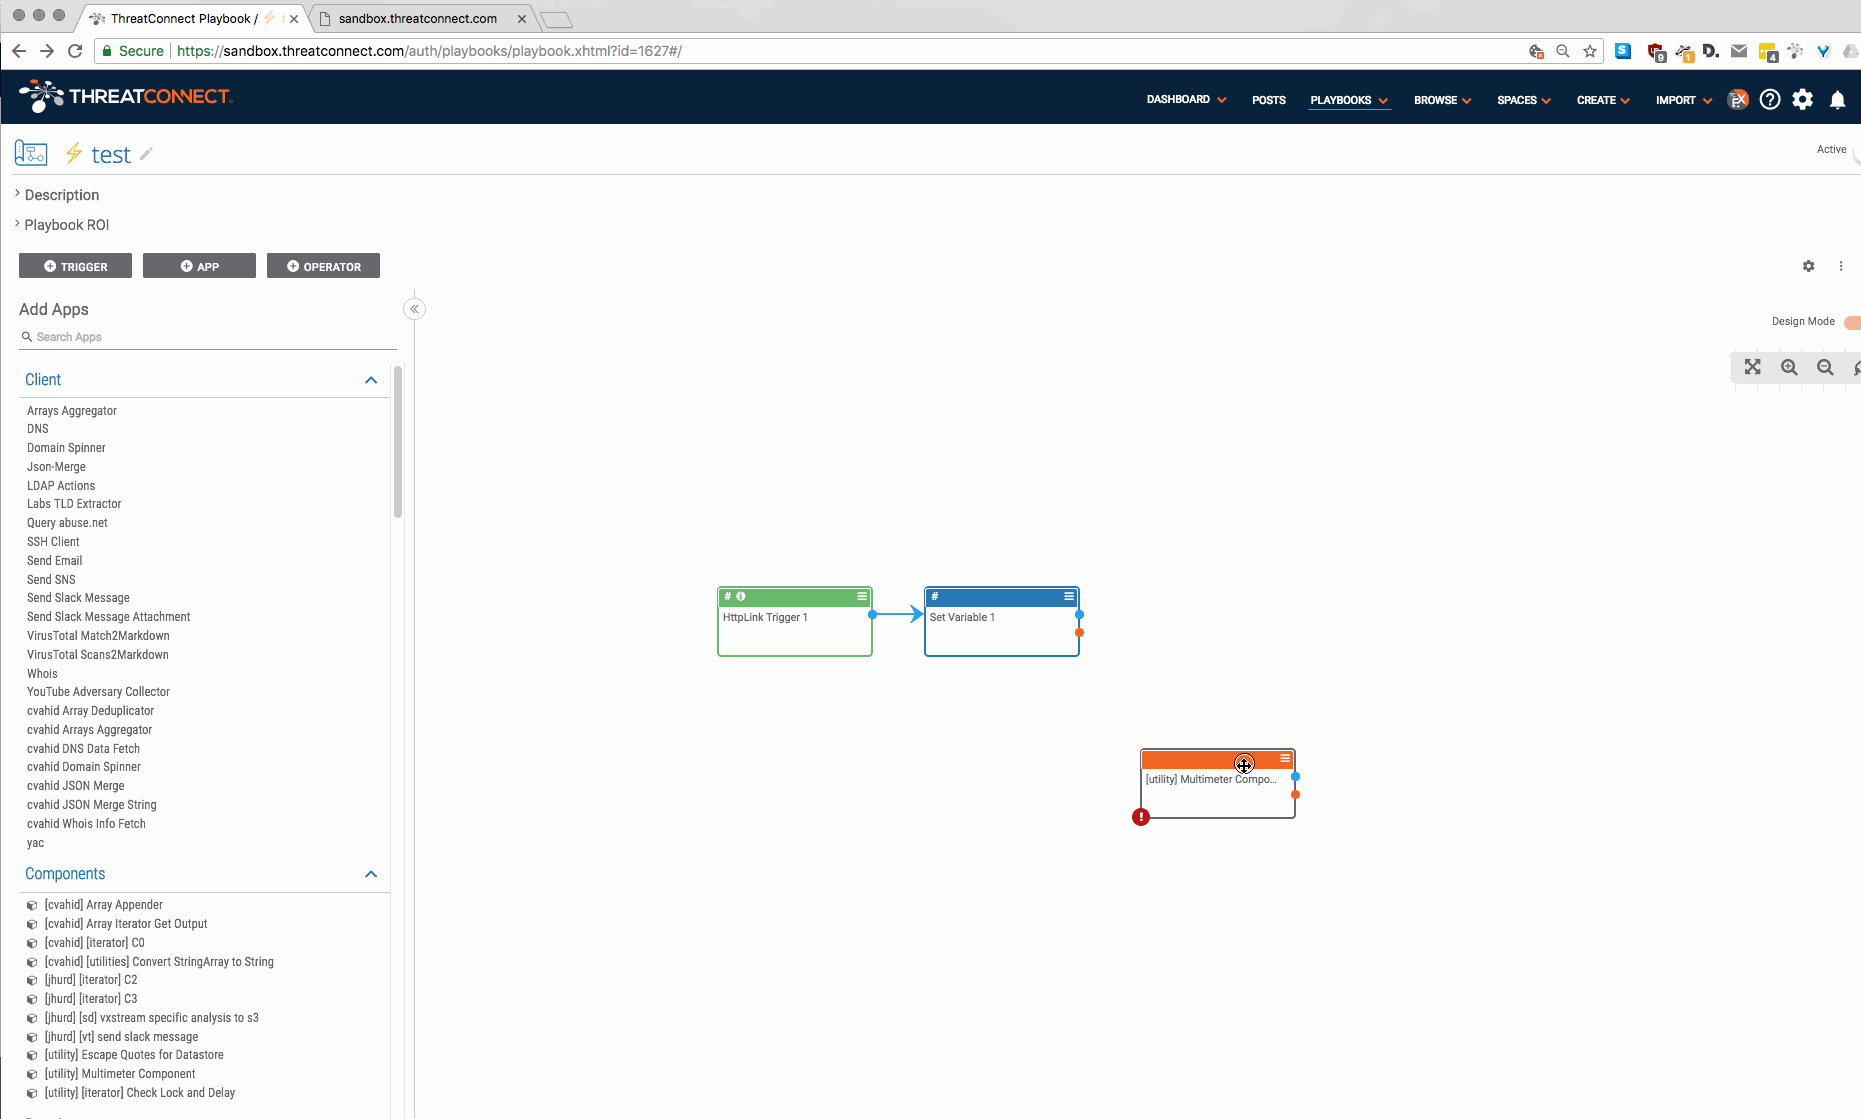 ThreatConnect Playbook /
sandbox.threatconnect.com
Secure
https://sandbox.threatconnect.com/auth/playbooks/playbook.xhtml?id=1627#/
9
1
D.
4
THREATCONNECT
DASHBOARD
POSTS
PLAYBOOKS
BROWSE
SPACES
CREATE
IMPORT
test
Active
Description
Playbook ROI
TRIGGER
APP
OPERATOR
Add Apps
Search Apps
Design Mode
Client
Arrays Aggregator
DNS
Domain Spinner
Json-Merge
LDAP Actions
Labs TLD Extractor
Query abuse.net
SSH Client
Send Email
Send SNS
Send Slack Message
Send Slack Message Attachment
VirusTotal Match2Markdown
VirusTotal Scans2Markdown
Whois
YouTube Adversary Collector
cvahid Array Deduplicator
cvahid Arrays Aggregator
cvahid DNS Data Fetch
cvahid Domain Spinner
cvahid JSON Merge
cvahid JSON Merge String
cvahid Whois Info Fetch
yac
#
HttpLink Trigger 1
#
Set Variable 1
[utility] Multimeter Compo...
Components
[cvahid] Array Appender
[cvahid] Array Iterator Get Output
[cvahid] [iterator] C0
[cvahid] [utilities] Convert StringArray to String
[jhurd] [iterator] C2
[jhurd] [iterator] C3
[jhurd] [sd] vxstream specific analysis to s3
[jhurd] [vt] send slack message
[utility] Escape Quotes for Datastore
[utility] Multimeter Component
[utility] [iterator] Check Lock and Delay